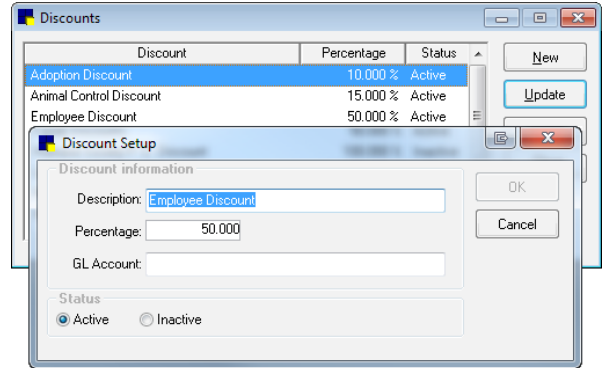 Discounts
Discount Percentage Status
New
Adoption Discount 10.000 % Active
Animal Control Discount 15.000 % Active
Update
Employee Discount 50.000 % Active
Discount Setup
Discount information
OK
Description: Employee Discount
Percentage: 50.000
Cancel
GL Account:
Status
Active Inactive